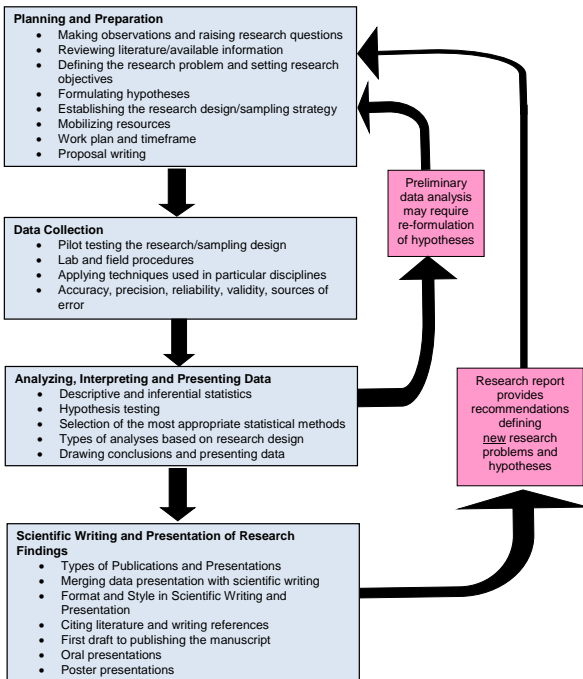 Planning and Preparation
• Making observations and raising research questions
• Reviewing literature/available information
• Defining the research problem and setting research
objectives
• Formulating hypotheses
• Establishing the research design/sampling strategy
• Mobilizing resources
• Work plan and timeframe
• Proposal writing
Preliminary
data analysis
may require
re-formulation
of hypotheses
Data Collection
• Pilot testing the research/sampling design
• Lab and field procedures
• Applying techniques used in particular disciplines
• Accuracy, precision, reliability, validity, sources of
error
Analyzing, Interpreting and Presenting Data
• Descriptive and inferential statistics
• Hypothesis testing
• Selection of the most appropriate statistical methods
• Types of analyses based on research design
• Drawing conclusions and presenting data
Research report
provides
recommendations
defining
new research
problems and
hypotheses
Scientific Writing and Presentation of Research
Findings
• Types of Publications and Presentations
• Merging data presentation with scientific writing
• Format and Style in Scientific Writing and
Presentation
• Citing literature and writing references
• First draft to publishing the manuscript
• Oral presentations
• Poster presentations